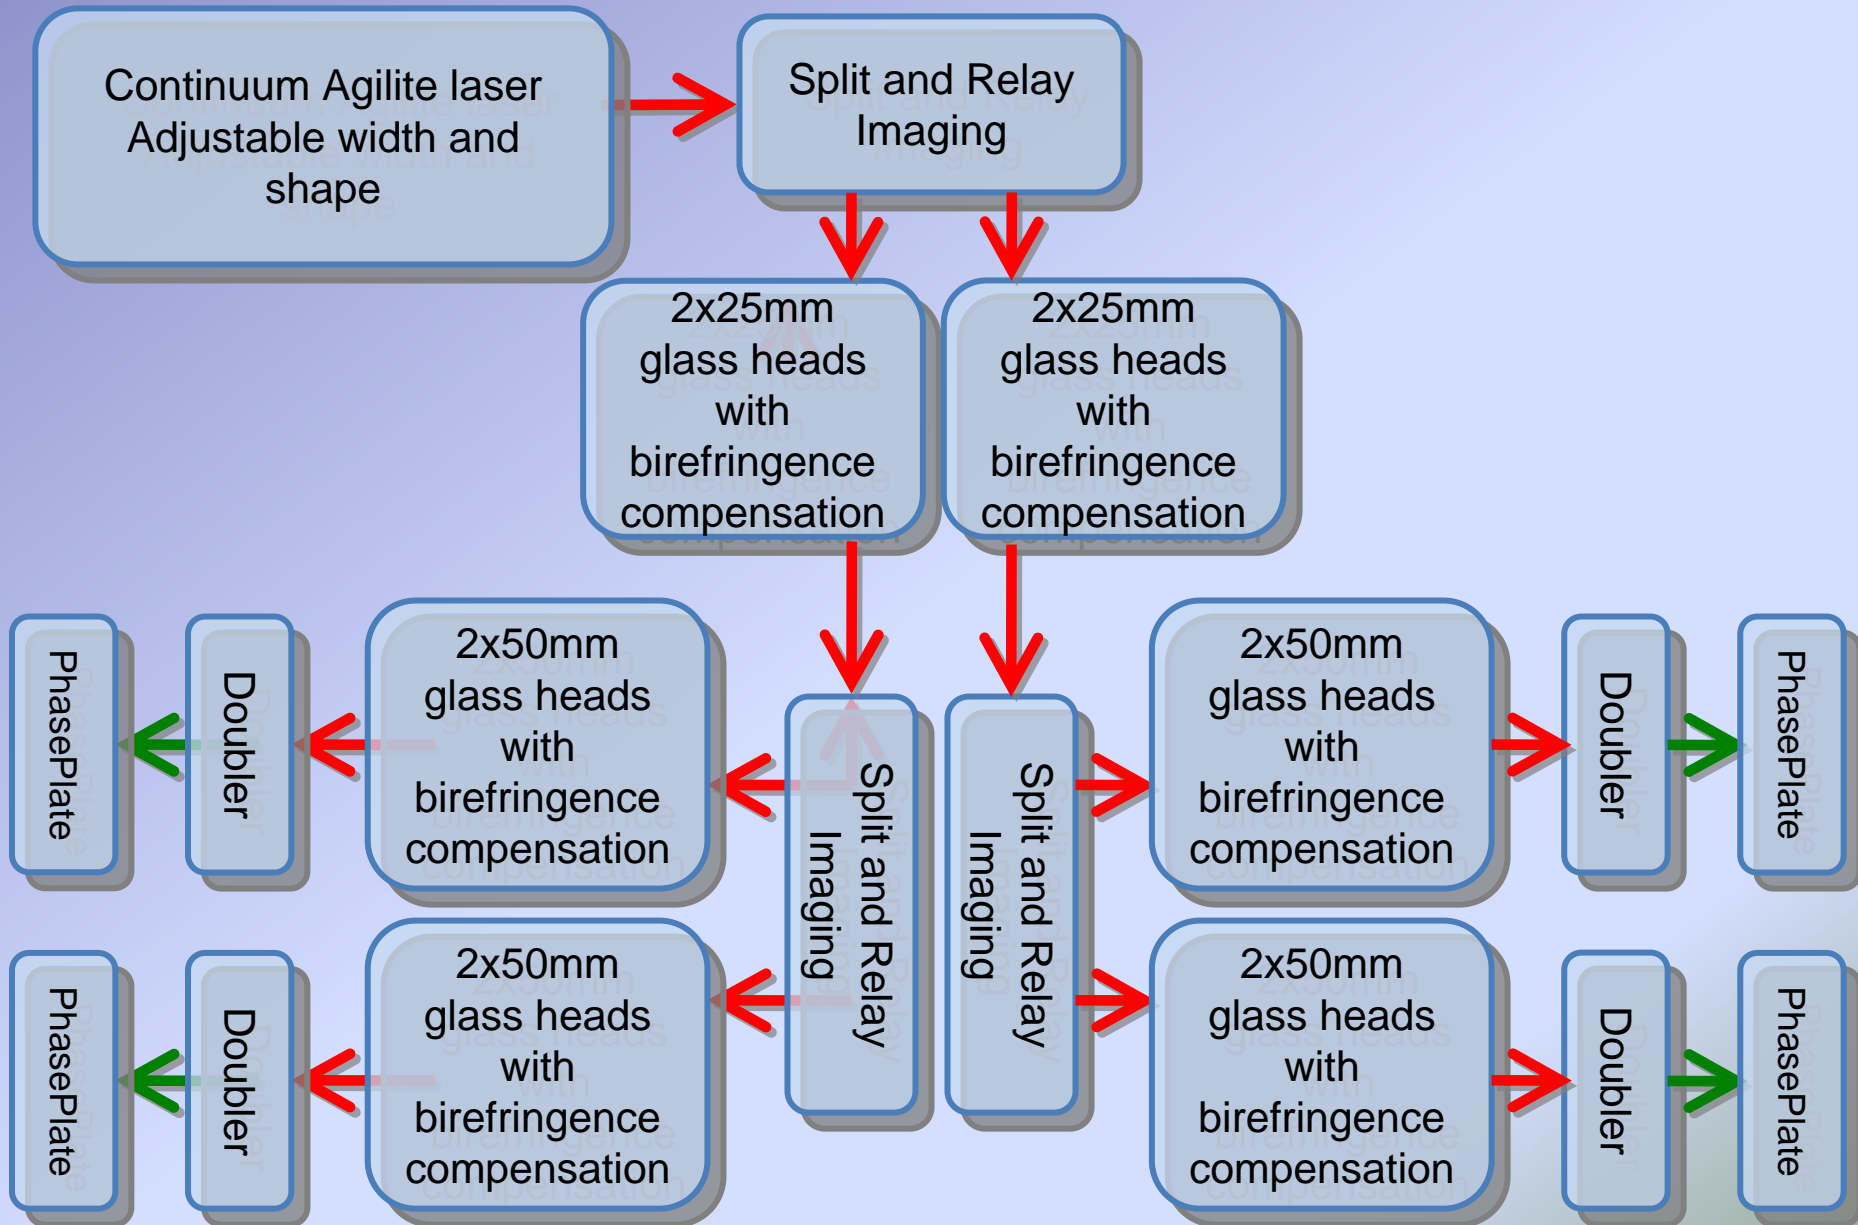 Continuum Agilite laser
Adjustable width and
shape
Split and Relay
Imaging
2x25mm
glass heads
with
birefringence
compensation
2x25mm
glass heads
with
birefringence
compensation
PhasePlate
Doubler
2x50mm
glass heads
with
birefringence
compensation
Split and Relay
Imaging
Split and Relay
Imaging
2x50mm
glass heads
with
birefringence
compensation
Doubler
PhasePlate
PhasePlate
Doubler
2x50mm
glass heads
with
birefringence
compensation
2x50mm
glass heads
with
birefringence
compensation
Doubler
PhasePlate